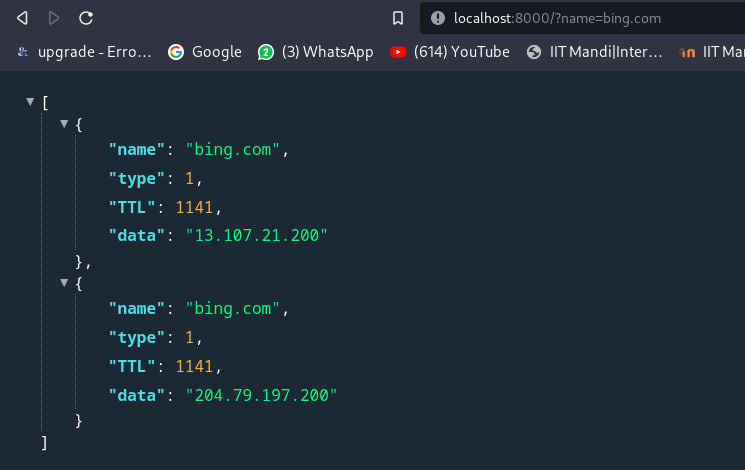 localhost:8000/?name=bing.com
upgrade - Erro... Google (3) WhatsApp (614) YouTube IIT Mandi|Inter... IIT Ma
[
{
"name": "bing.com",
"type": 1,
"TTL": 1141,
"data": "13.107.21.200"
},
{
"name": "bing.com",
"type": 1,
"TTL": 1141,
"data": "204.79.197.200"
}
]